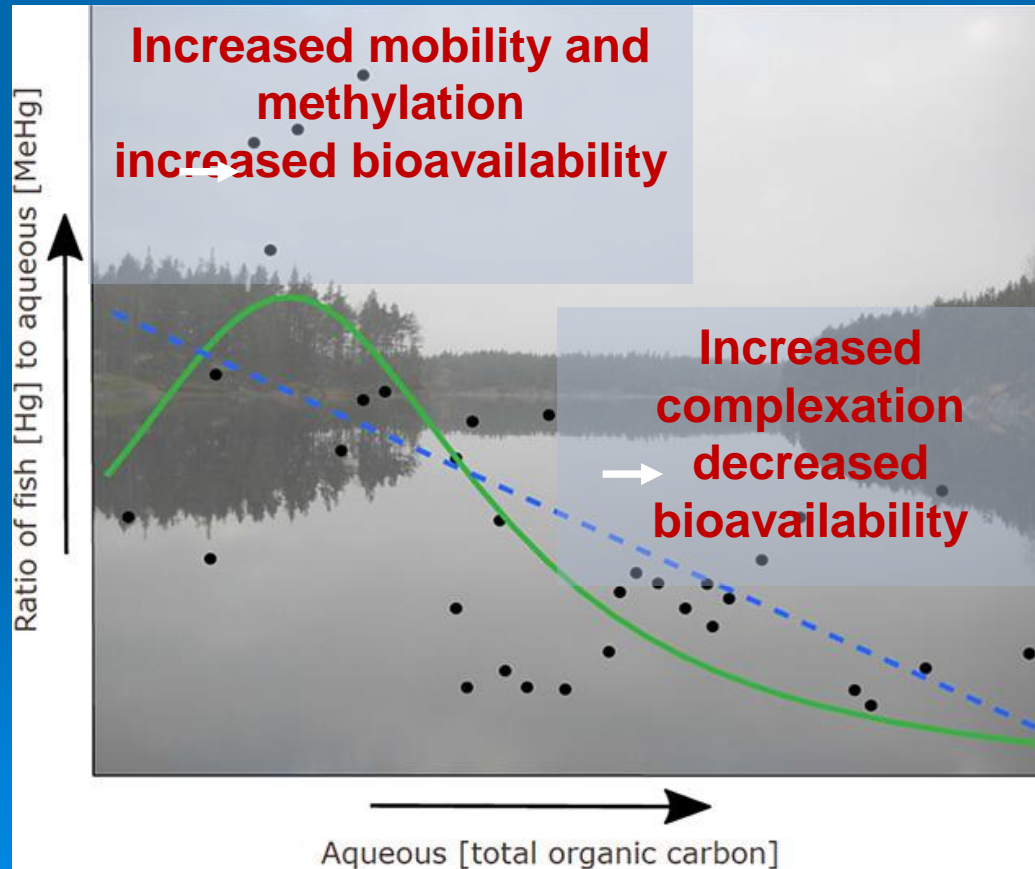 Increased mobility and
methylation
increased bioavailability
Increased
complexation
decreased
bioavailability
Ratio of fish [Hg] to aqueous [MeHg]
Aqueous [total organic carbon]